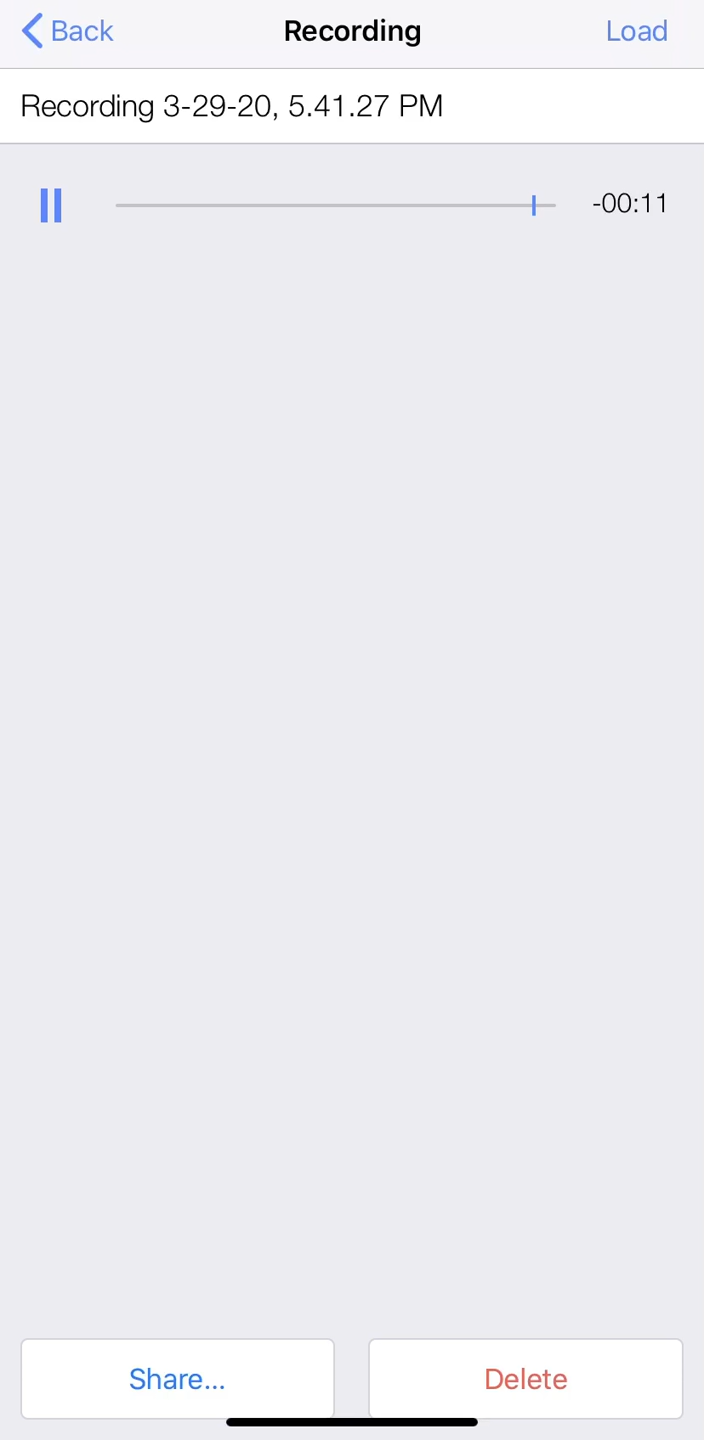 Back
Recording
Load
Recording 3-29-20, 5.41.27 PM
-00:11
Share...
Delete